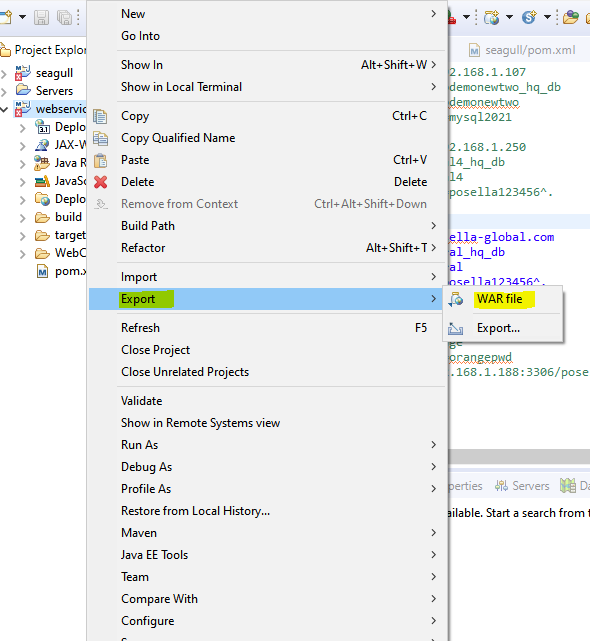 New
Go Into
Project Explor
seagull/pom.xml
Show In Alt+Shift+W
Show in Local Terminal
seagull
Servers
webservic
Deplo
JAX-W
Java R
JavaSc
Deplo
build
target
WebC
pom.x
Copy Ctrl+C
Copy Qualified Name
Paste Ctrl+V
Delete Delete
Remove from Context Ctrl+Alt+Shift+Down
Build Path
Refactor Alt+Shift+T
Import
Export
WAR file
Export...
Refresh F5
Close Project
Close Unrelated Projects
Validate
Show in Remote Systems view
Run As
Debug As
Profile As
Restore from Local History...
Maven
Java EE Tools
Team
Compare With
Configure
2.168.1.107
demonewtwo_hq_db
demonewtwo
mysql2021
2.168.1.250
l4_hq_db
l4
posella123456^.
sella-global.com
al_hq_db
al
posella123456^.
ge
orangepwd
.168.1.188:3306/pose
perties Servers Da
ailable. Start a search from t